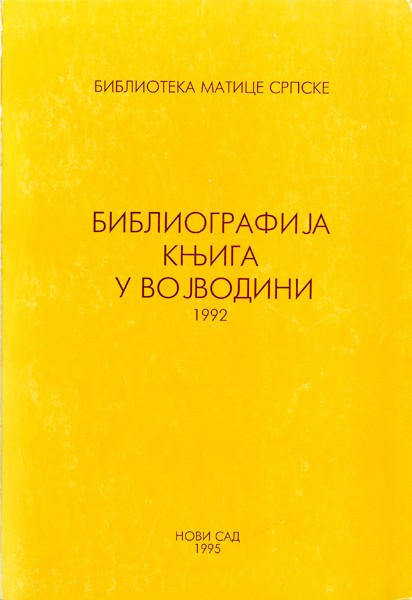 БИБЛИОТЕКА МАТИЦЕ СРПСКЕ
БИБЛИОГРАФИЈА
КЊИГА
У ВОЈВОДИНИ
1992
НОВИ САД
1995